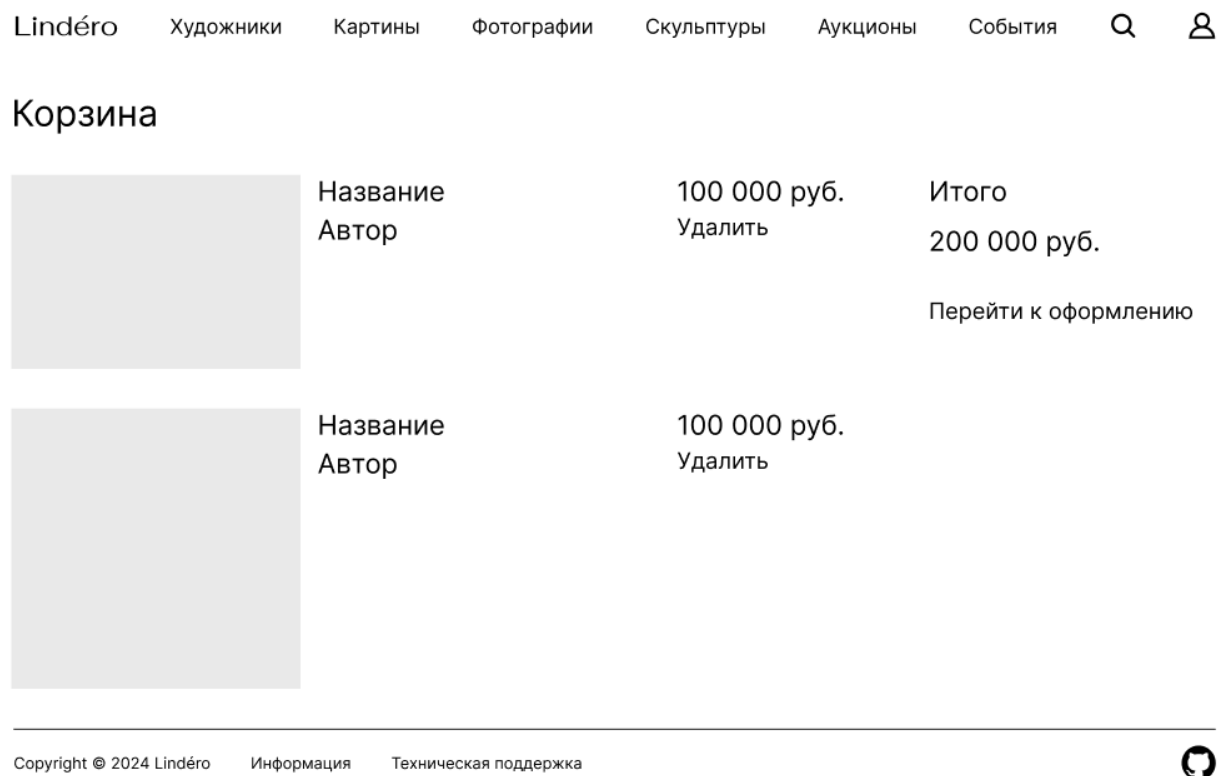 Lindéro Художники Картины Фотографии Скульптуры Аукционы События
Корзина
Название 100 000 руб.
Автор Удалить
Итого
200 000 руб.
Перейти к оформлению
Название 100 000 руб.
Автор Удалить
Copyright © 2024 Lindéro Информация Техническая поддержка